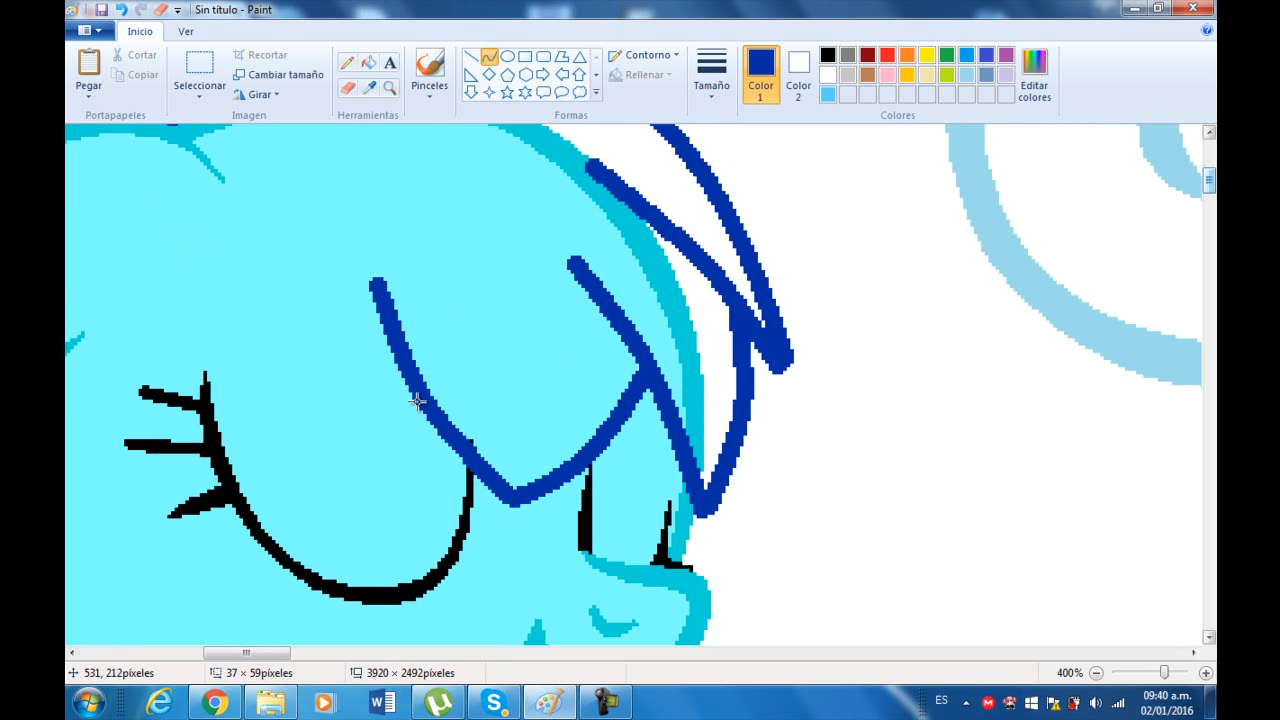 Sin título - Paint
Inicio Ver
Pegar
Cortar
Copiar
Portapapeles
Seleccionar
Recortar
Cambiar tamaño
Girar
Imagen
A
Herramientas
Pinceles
Contorno
Rellenar
Formas
Tamaño
Color 1
Color 2
Editar colores
Colores
531, 212píxeles 37 × 59píxeles 3920 × 2492píxeles 400%
ES 09:40 a.m.
02/01/2016